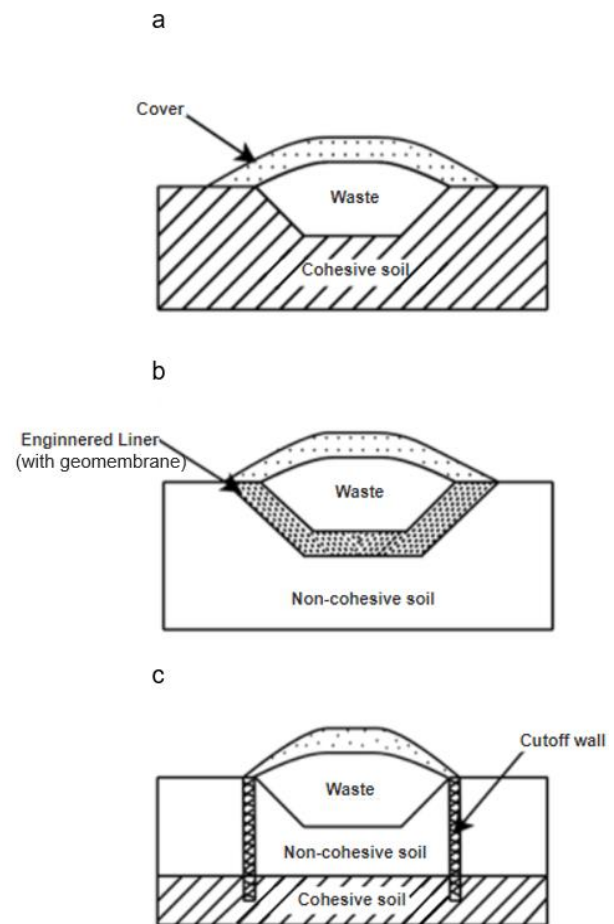 a
Cover
Waste
Cohesive soil
b
Enginnered Liner
(with geomembrane)
Waste
Non-cohesive soil
c
Cutoff wall
Waste
Non-cohesive soil
Cohesive soil